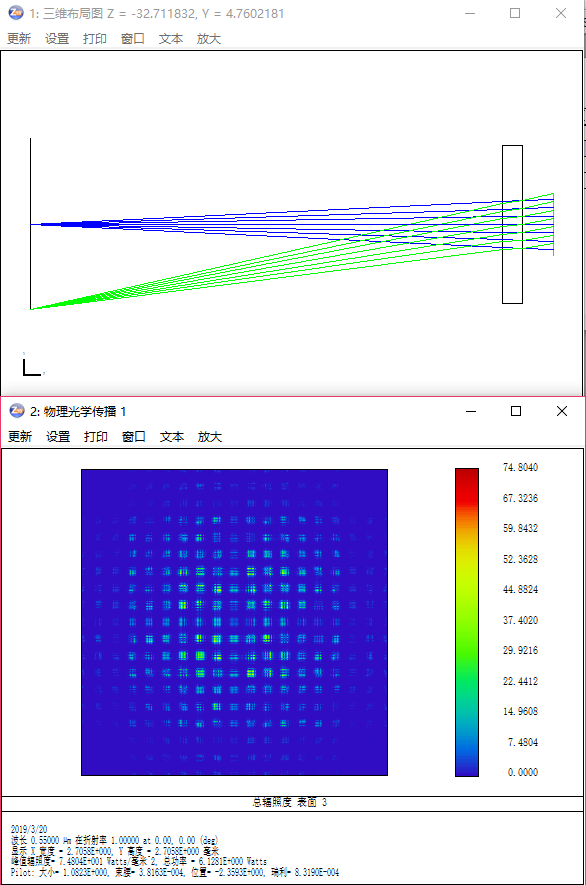 1: 三维布局图 Z = -32.711832, Y = 4.7602181
更新 设置 打印 窗口 文本 放大
2: 物理光学传播 1
更新 设置 打印 窗口 文本 放大
74.8040
67.3236
59.8432
52.3628
44.8824
37.4020
29.9216
22.4412
14.9608
7.4804
0.0000
总辐照度 表面 3
2019/3/20
波长 0.55000 µm 在折射率 1.00000 at 0.00, 0.00 (deg)
显示 X 宽度 = 2.7058E+000, Y 高度 = 2.7058E+000 毫米
峰值辐照度= 7.4804E+001 Watts/毫米^2, 总功率 = 6.1281E+000 Watts
Pilot: 大小= 1.0823E+000, 束腰= 3.8163E-004, 位置= -2.3593E+000, 瑞利= 8.3190E-004